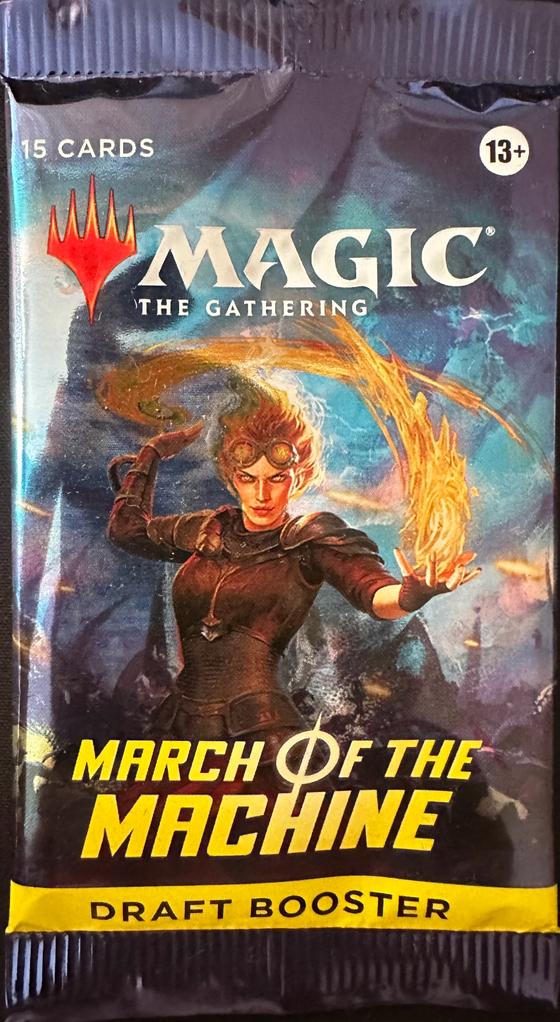 15 CARDS
13+
MAGIC®
THE GATHERING
MARCH OF THE
MACHINE
DRAFT BOOSTER